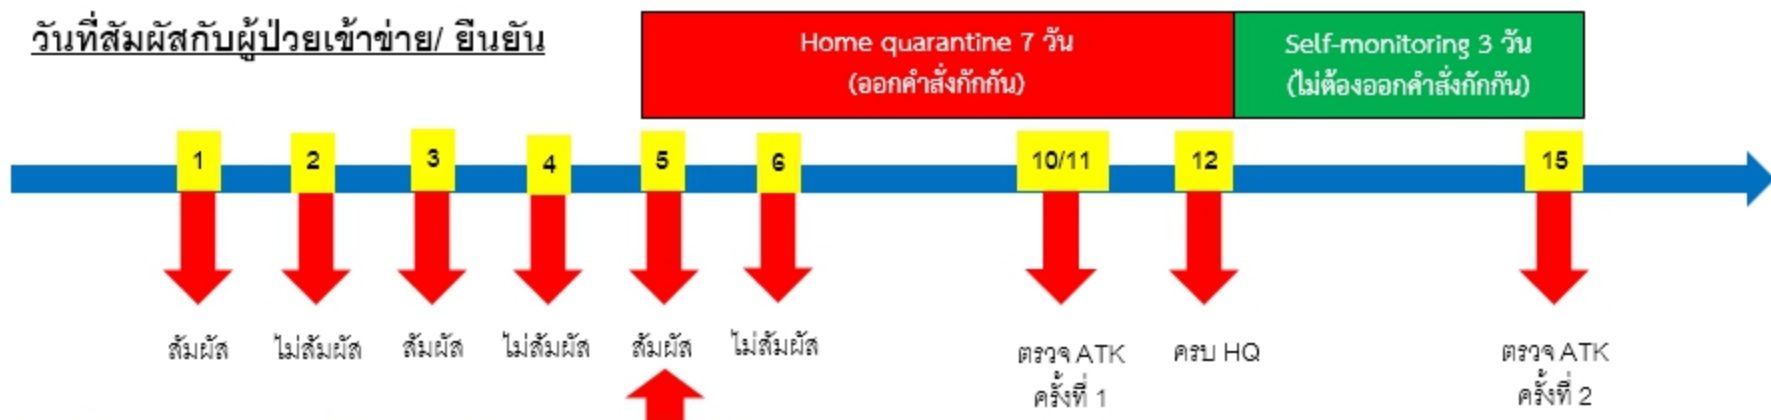 วันที่สัมผัสกับผู้ป่วยเข้าข่าย/ ยืนยัน
Home quarantine 7 วัน
(ออกคำสั่งกักกัน)
Self-monitoring 3 วัน
(ไม่ต้องออกคำสั่งกักกัน)
1 2 3 4 5 6 10/11 12 15
สัมผัส ไม่สัมผัส สัมผัส ไม่สัมผัส สัมผัส ไม่สัมผัส ตรวจ ATK ครบ HQ ตรวจ ATK
ครั้งที่ 1 ครั้งที่ 2